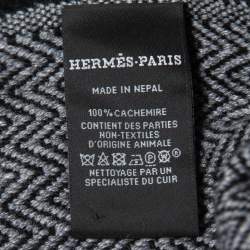 HERMÈS-PARIS
MADE IN NEPAL
100% CACHEMIRE
CONTIENT DES PARTIES
NON-TEXTILES
D'ORIGINE ANIMALE
NETTOYAGE PAR UN
SPECIALISTE DU CUIR